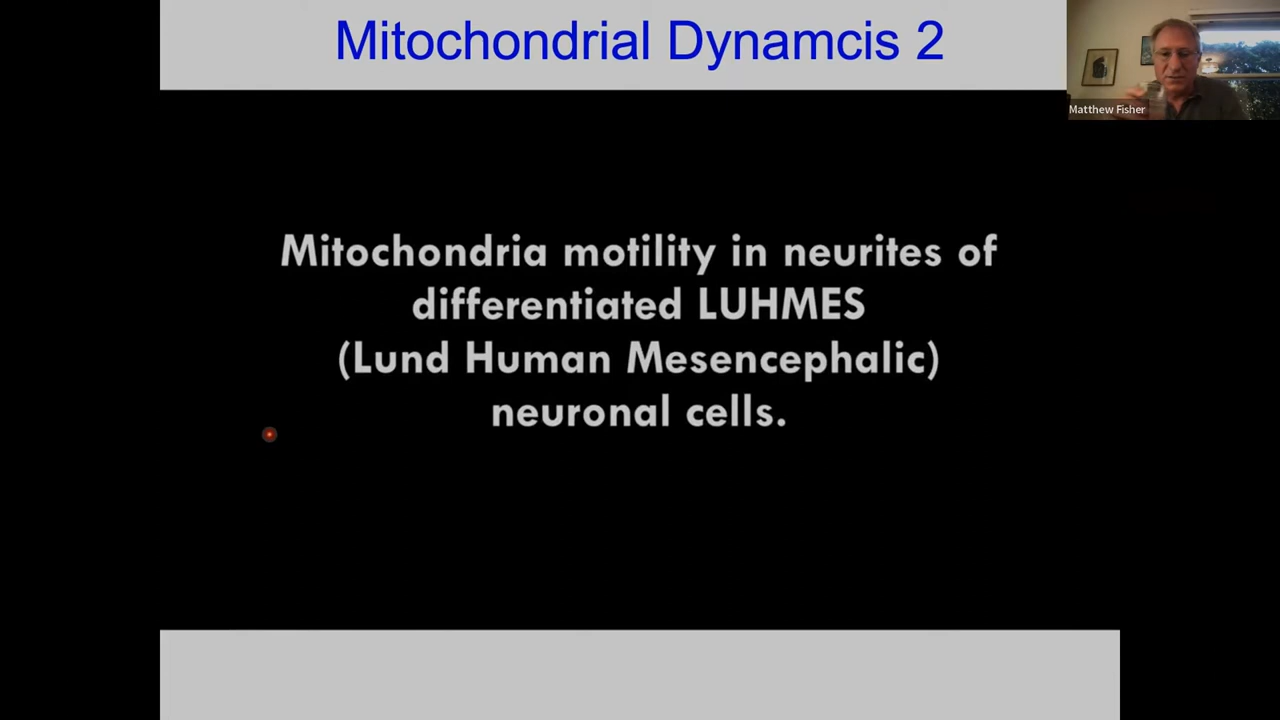 Mitochondrial Dynamcis 2
Matthew Fisher
Mitochondria motility in neurites of
differentiated LUHMES
(Lund Human Mesencephalic)
neuronal cells.